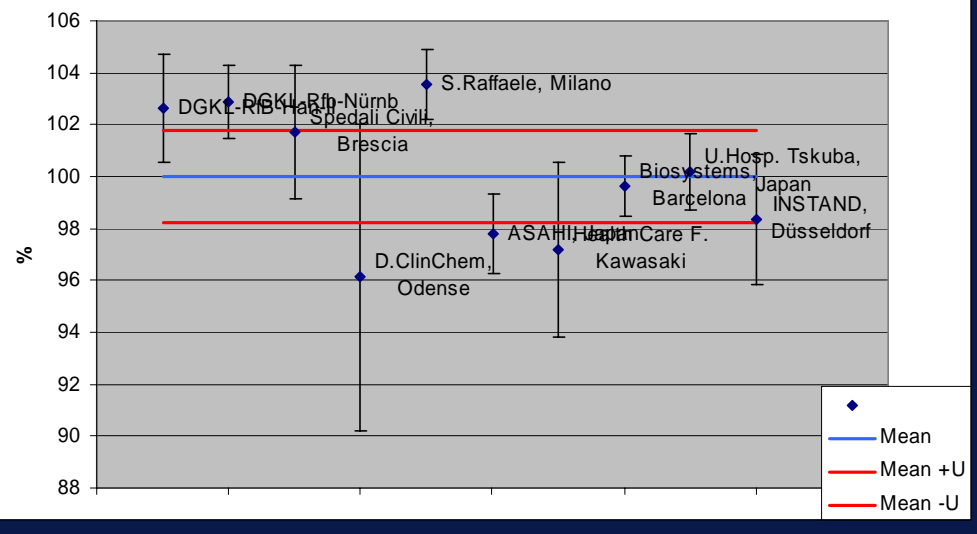 106
104
102
100
98
96
94
92
90
88
%
DGKL-RfB-Nürnb
Spedali Civili,
Brescia
D.ClinChem,
Odense
S.Raffaele, Milano
ASAHI, Japan
HealthCare F.
Kawasaki
Biosystems,
Barcelona
U.Hosp. Tskuba,
Japan
INSTAND,
Düsseldorf
Mean
Mean +U
Mean -U